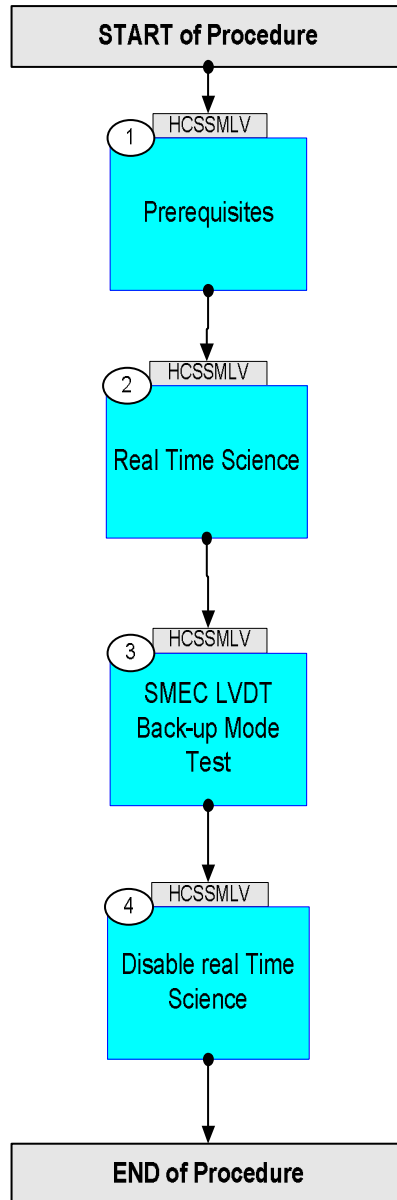 START of Procedure
HCSSMLV
1
Prerequisites
HCSSMLV
2
Real Time Science
HCSSMLV
3
SMEC LVDT
Back-up Mode
Test
HCSSMLV
4
Disable real Time
Science
END of Procedure